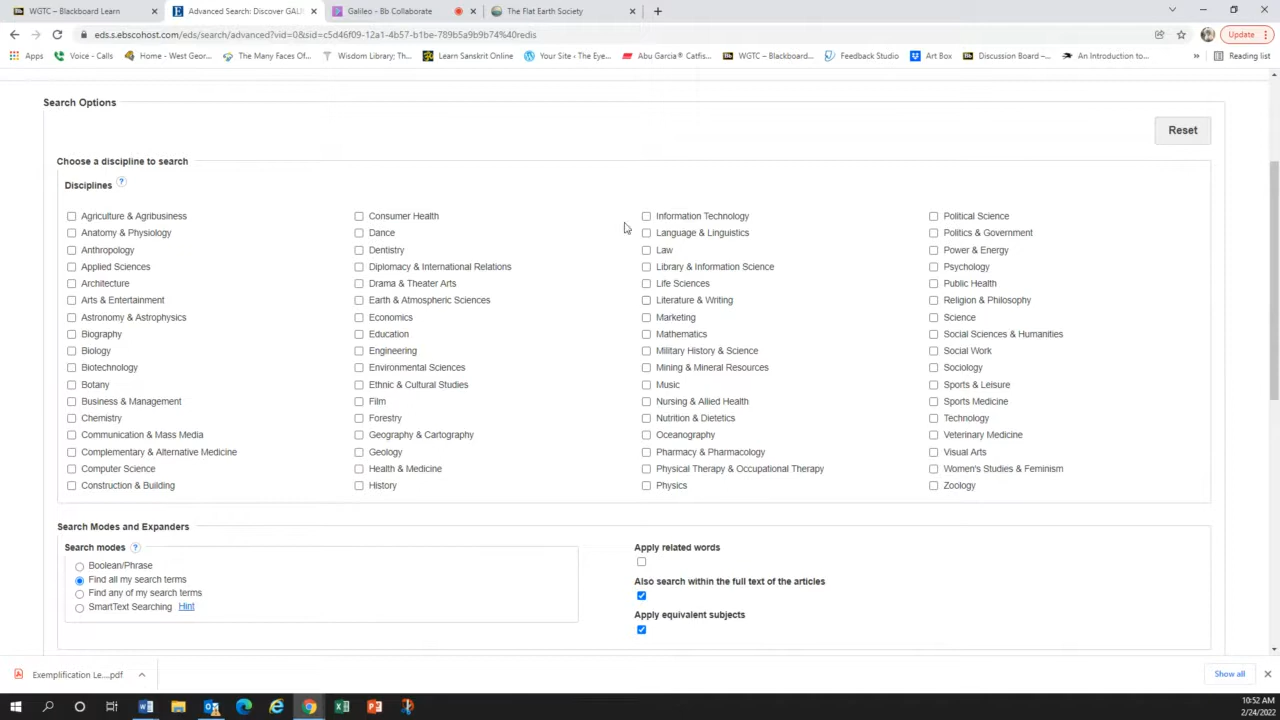 WGTC – Blackboard Learn
Advanced Search: Discover GALI
Galileo - Bb Collaborate
The Flat Earth Society
eds.s.ebscohost.com/eds/search/advanced?vid=0&sid=c5d46f09-12a1-4b57-b1be-789b5a9b9b74%40redis
Update
Apps
Voice - Calls
Home - West Geor...
The Many Faces Of...
Wisdom Library; Th...
Learn Sanskrit Online
Your Site ‹ The Eye...
Abu Garcia® Catfis...
WGTC – Blackboard...
Feedback Studio
Art Box
Discussion Board –...
An Introduction to...
»
Reading list
Search Options
Reset
Choose a discipline to search
Disciplines ?
Agriculture & Agribusiness
Anatomy & Physiology
Anthropology
Applied Sciences
Architecture
Arts & Entertainment
Astronomy & Astrophysics
Biography
Biology
Biotechnology
Botany
Business & Management
Chemistry
Communication & Mass Media
Complementary & Alternative Medicine
Computer Science
Construction & Building
Consumer Health
Dance
Dentistry
Diplomacy & International Relations
Drama & Theater Arts
Earth & Atmospheric Sciences
Economics
Education
Engineering
Environmental Sciences
Ethnic & Cultural Studies
Film
Forestry
Geography & Cartography
Geology
Health & Medicine
History
Information Technology
Language & Linguistics
Law
Library & Information Science
Life Sciences
Literature & Writing
Marketing
Mathematics
Military History & Science
Mining & Mineral Resources
Music
Nursing & Allied Health
Nutrition & Dietetics
Oceanography
Pharmacy & Pharmacology
Physical Therapy & Occupational Therapy
Physics
Political Science
Politics & Government
Power & Energy
Psychology
Public Health
Religion & Philosophy
Science
Social Sciences & Humanities
Social Work
Sociology
Sports & Leisure
Sports Medicine
Technology
Veterinary Medicine
Visual Arts
Women's Studies & Feminism
Zoology
Search Modes and Expanders
Search modes ?
Boolean/Phrase
Find all my search terms
Find any of my search terms
SmartText Searching Hint
Apply related words
Also search within the full text of the articles
Apply equivalent subjects
Exemplification Le....pdf
Show all
10:52 AM
2/24/2022